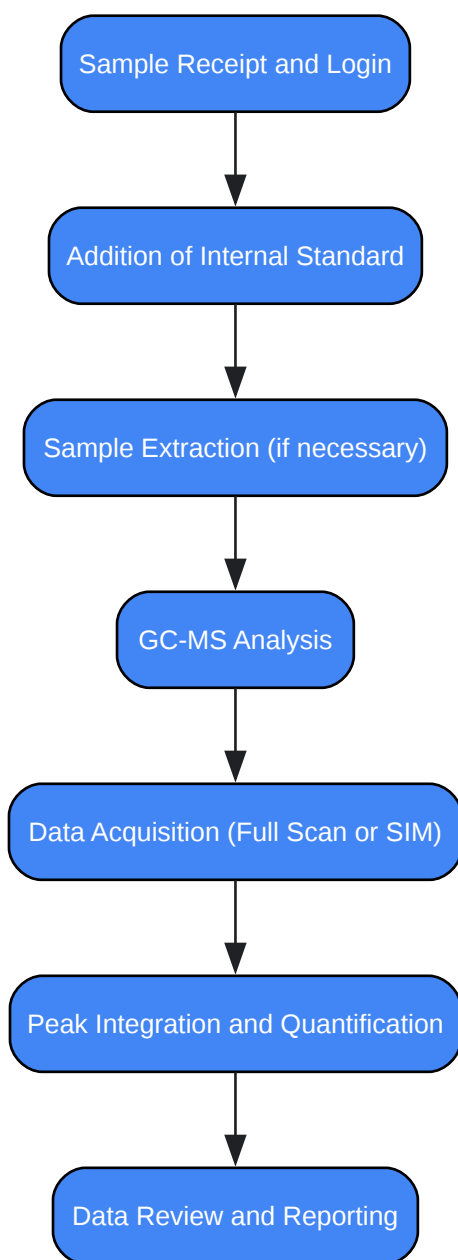 Sample Receipt and Login
Addition of Internal Standard
Sample Extraction (if necessary)
GC-MS Analysis
Data Acquisition (Full Scan or SIM)
Peak Integration and Quantification
Data Review and Reporting